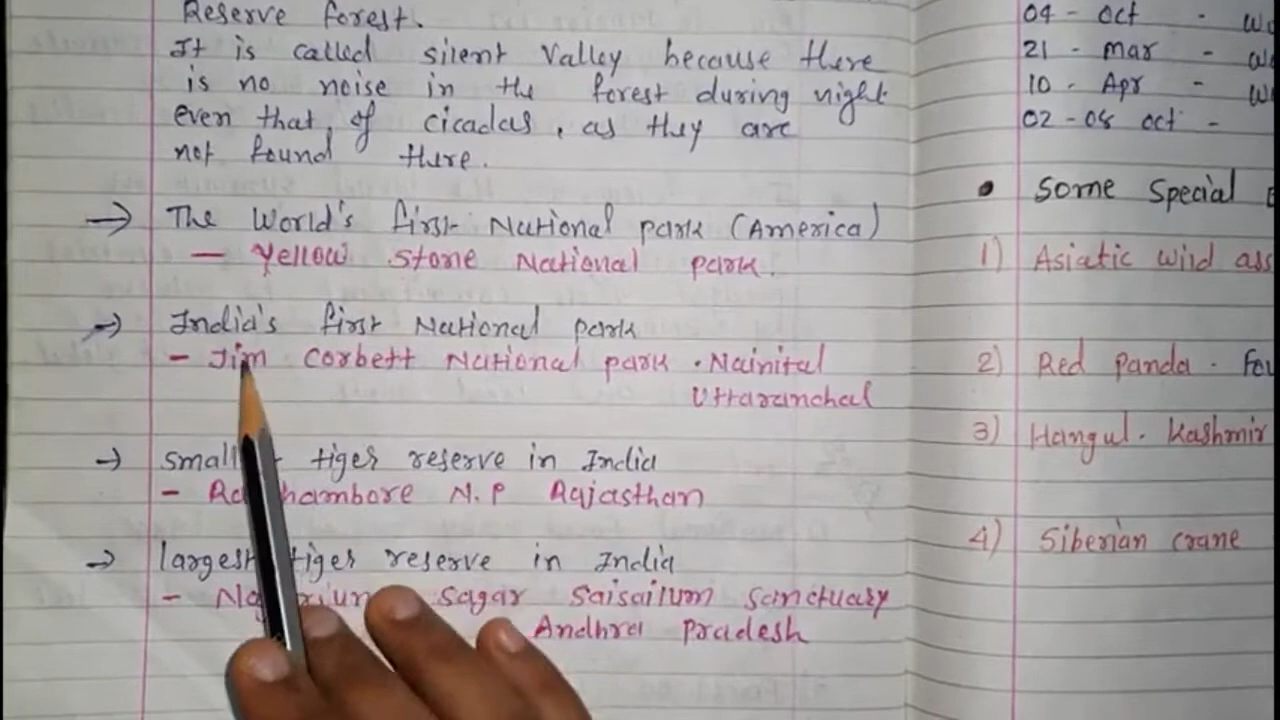 Reserve forest.
It is called silent Valley because there
is no noise in the forest during night
even that of cicadas, as they are
not found there.
→ The World's first National park (America)
— Yellow stone National park.
→ India's first National park
- Jim Corbett National park . Nainital
Uttaranchal
→ tiger reserve in India
- N.P Rajasthan
→ largest tiger reserve in India
- sagar Saisailum sanctuary
Andhra pradesh
04 - Oct -
21 - mar -
10 - Apr -
02-08 oct -
• Some Special
1) Asiatic wild ass
2) Red Panda -
3) Hangul . Kashmir
4) Siberian crane